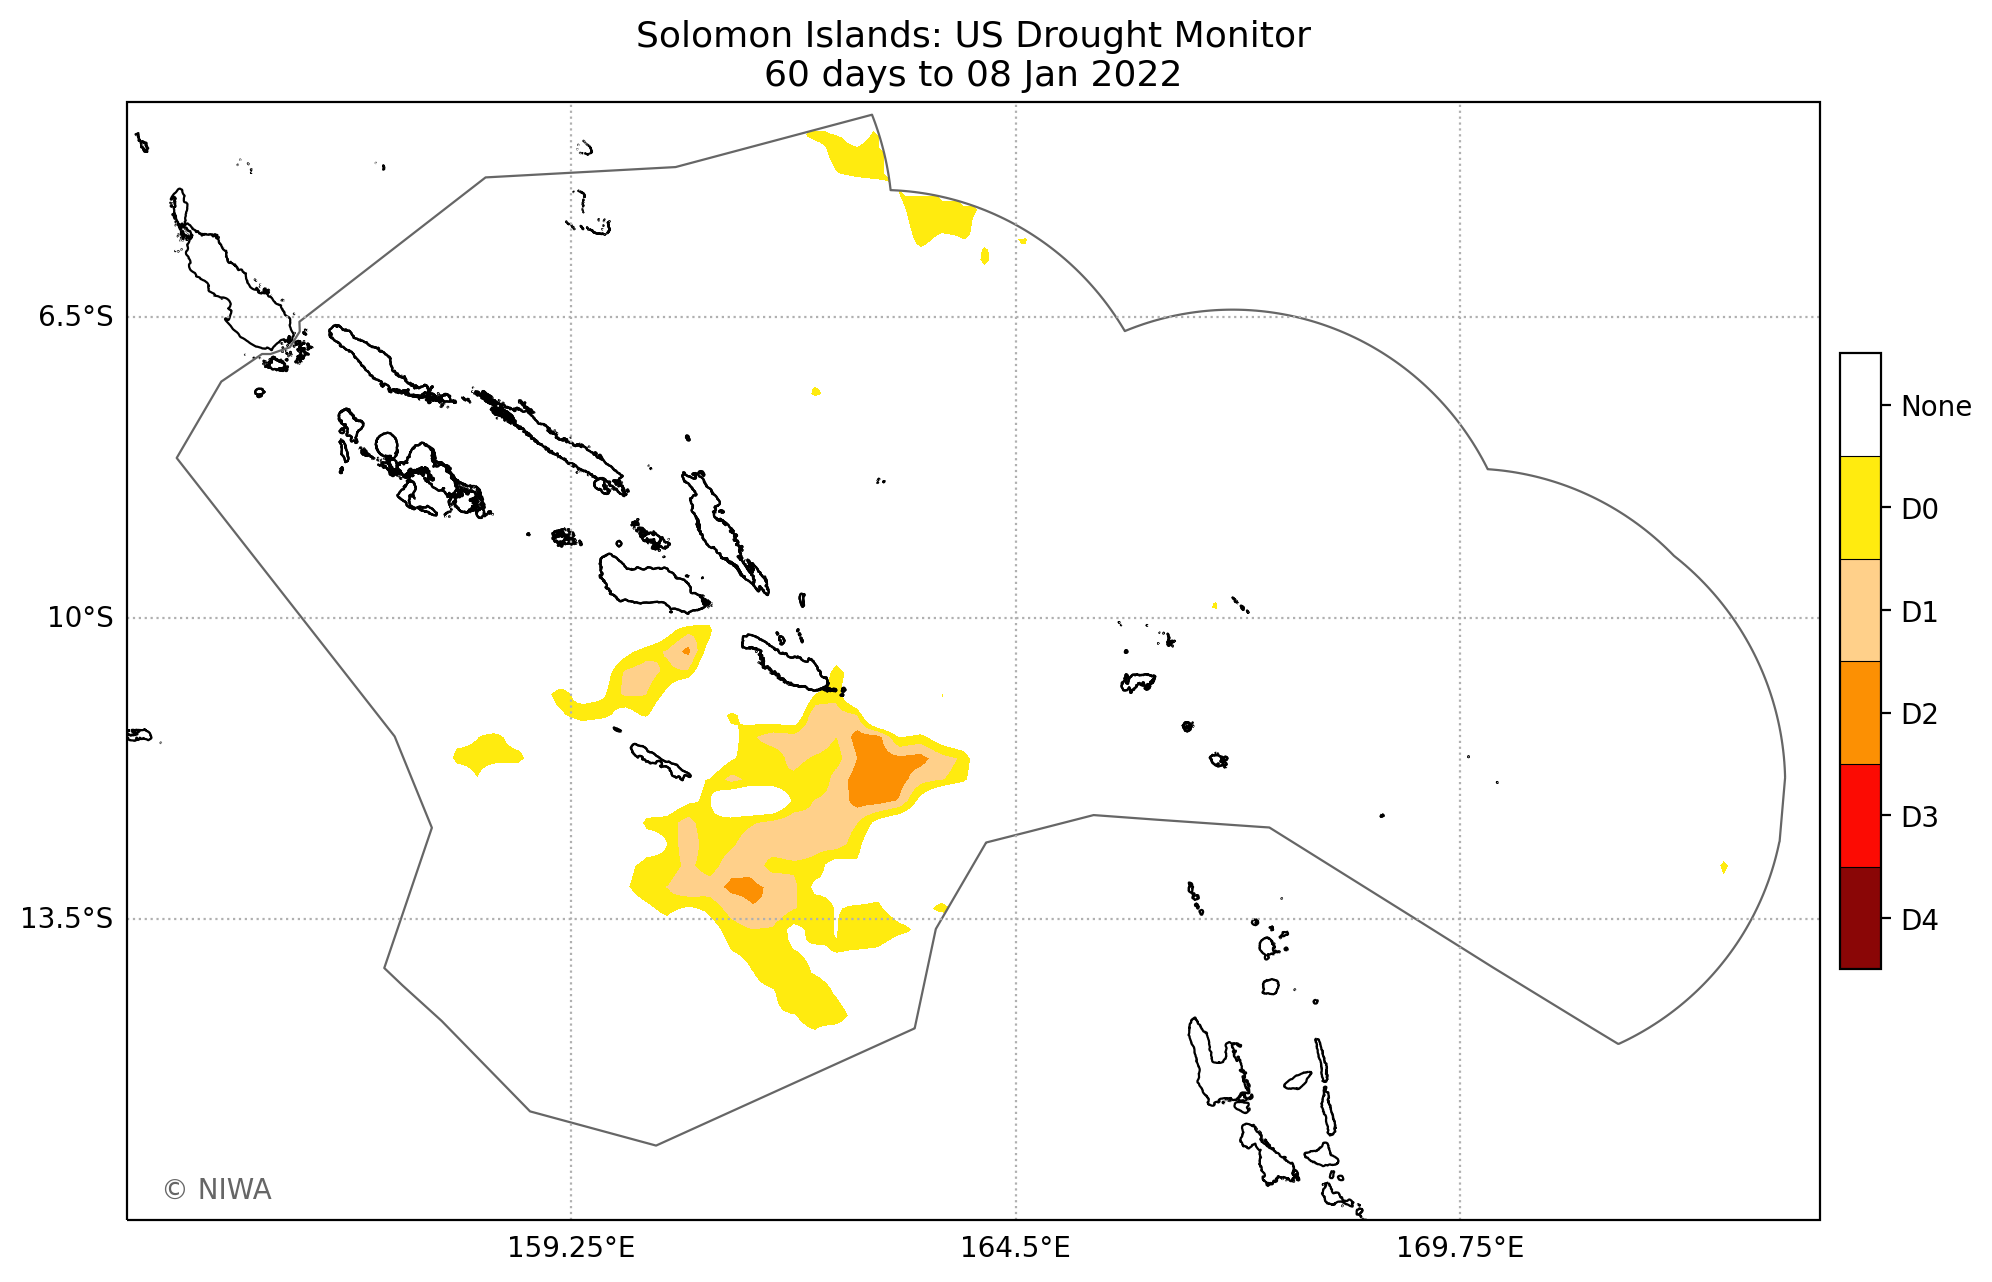 Solomon Islands: US Drought Monitor
60 days to 08 Jan 2022
6.5°S
10°S
13.5°S
159.25°E
164.5°E
169.75°E
None
D0
D1
D2
D3
D4
© NIWA